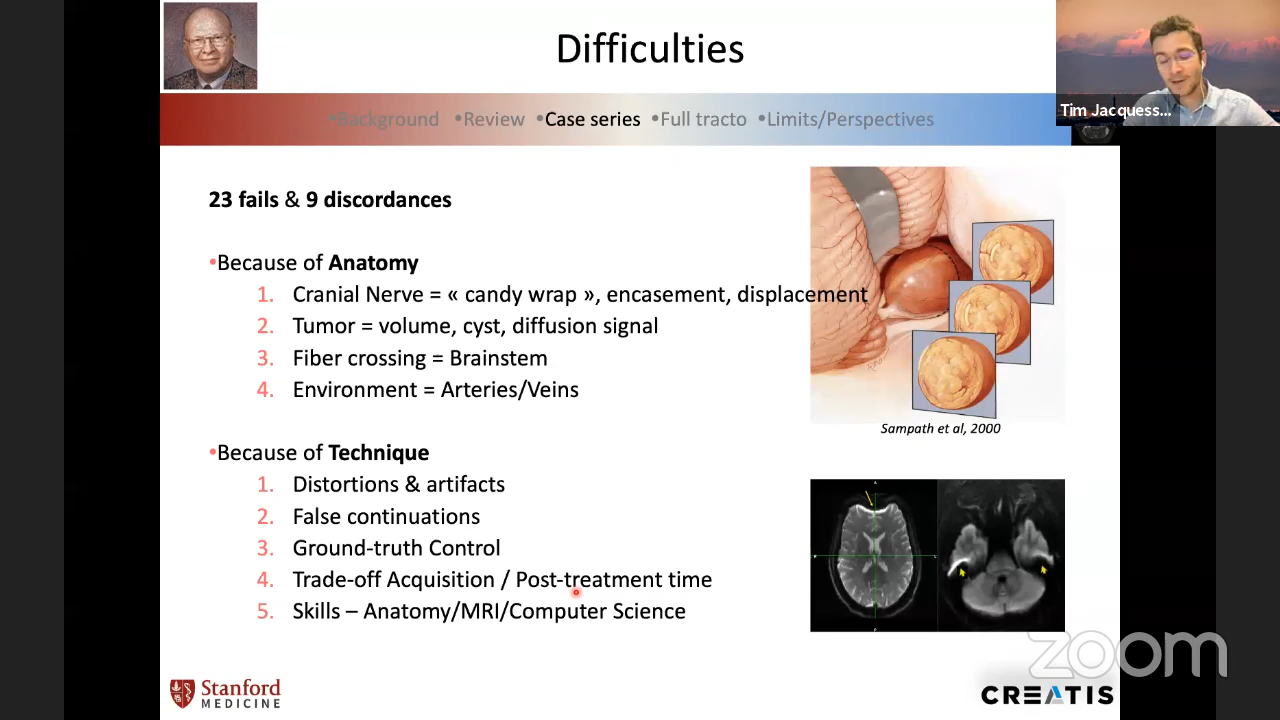 Difficulties
•Background •Review •Case series •Full tracto •Limits/Perspectives
Tim Jacquess...
23 fails & 9 discordances
•Because of Anatomy
1. Cranial Nerve = « candy wrap », encasement, displacement
2. Tumor = volume, cyst, diffusion signal
3. Fiber crossing = Brainstem
4. Environment = Arteries/Veins
Sampath et al, 2000
•Because of Technique
1. Distortions & artifacts
2. False continuations
3. Ground-truth Control
4. Trade-off Acquisition / Post-treatment time
5. Skills – Anatomy/MRI/Computer Science
zoom
Stanford
MEDICINE
CREATIS